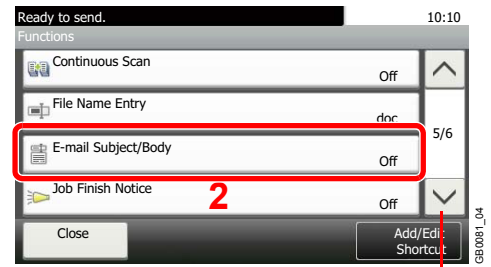 Ready to send. 10:10
Functions
Continuous Scan
Off
File Name Entry
doc
5/6
E-mail Subject/Body
Off
Job Finish Notice
2
Off
Close
Add/Edit
Shortcut
GB0081_04